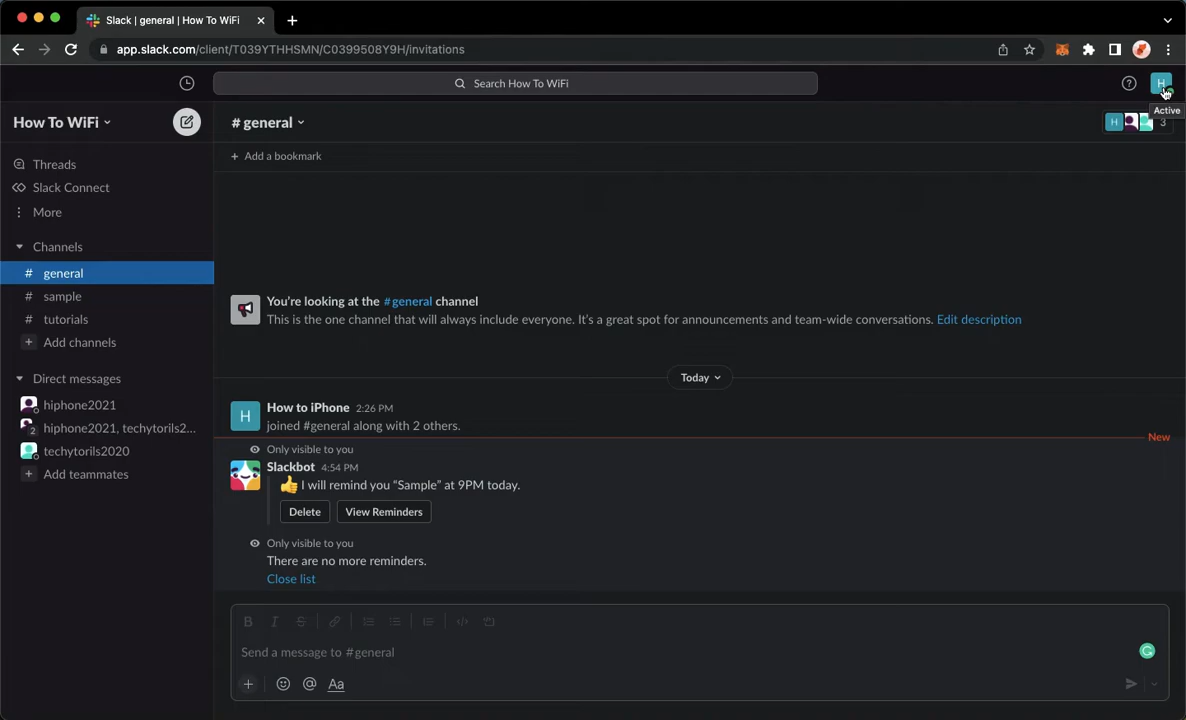 Slack | general | How To WiFi
app.slack.com/client/T039YTHHSMN/C0399508Y9H/invitations
Search How To WiFi
H
Active
How To WiFi
# general
H 3
+ Add a bookmark
Threads
Slack Connect
More
Channels
# general
# sample
# tutorials
+ Add channels
Direct messages
hiphone2021
2 hiphone2021, techytorils2...
techytorils2020
+ Add teammates
You're looking at the #general channel
This is the one channel that will always include everyone. It's a great spot for announcements and team-wide conversations. Edit description
Today
H
How to iPhone 2:26 PM
joined #general along with 2 others.
New
Only visible to you
Slackbot 4:54 PM
👍 I will remind you “Sample” at 9PM today.
Delete View Reminders
Only visible to you
There are no more reminders.
Close list
B I S
Send a message to #general
+ @ Aa